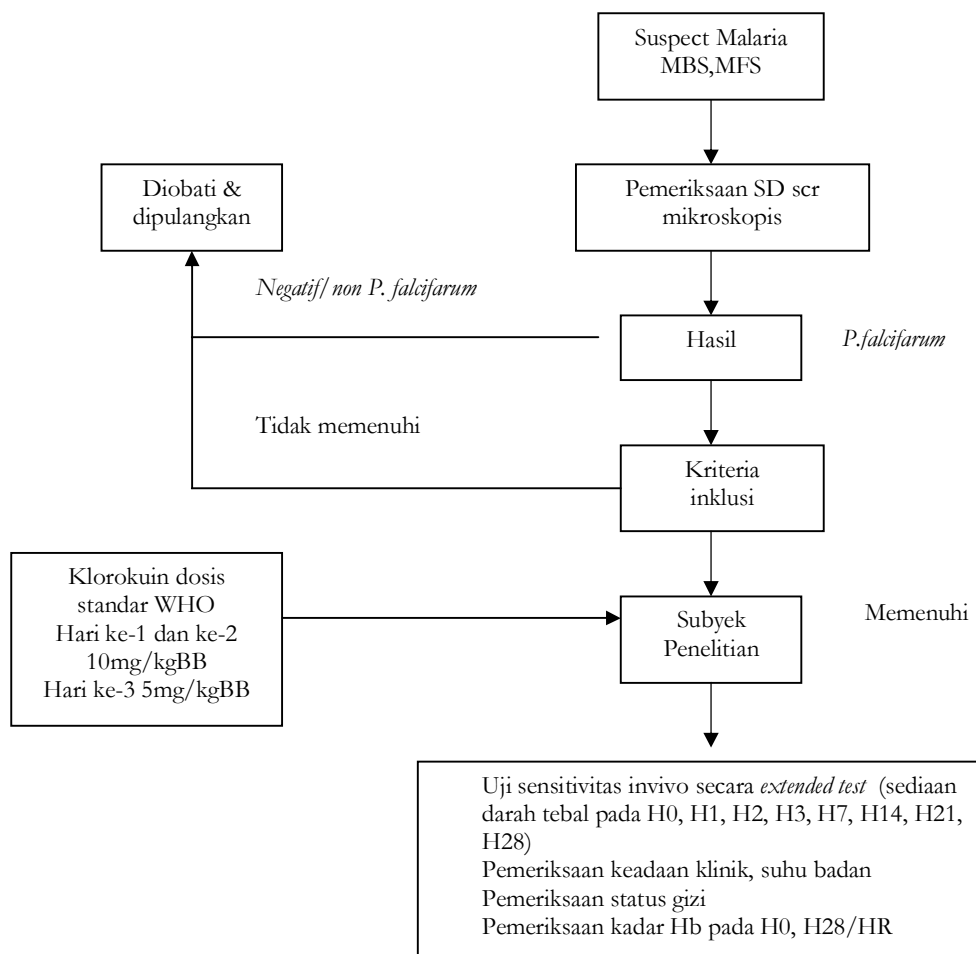 Suspect Malaria
MBS,MFS
Diobati &
dipulangkan
Pemeriksaan SD scr
mikroskopis
Negatif/ non P. falcifarum
Hasil
P.falcifarum
Tidak memenuhi
Kriteria
inklusi
Klorokuin dosis
standar WHO
Hari ke-1 dan ke-2
10mg/kgBB
Hari ke-3 5mg/kgBB
Subyek
Penelitian
Memenuhi
Uji sensitivitas invivo secara extended test (sediaan
darah tebal pada H0, H1, H2, H3, H7, H14, H21,
H28)
Pemeriksaan keadaan klinik, suhu badan
Pemeriksaan status gizi
Pemeriksaan kadar Hb pada H0, H28/HR